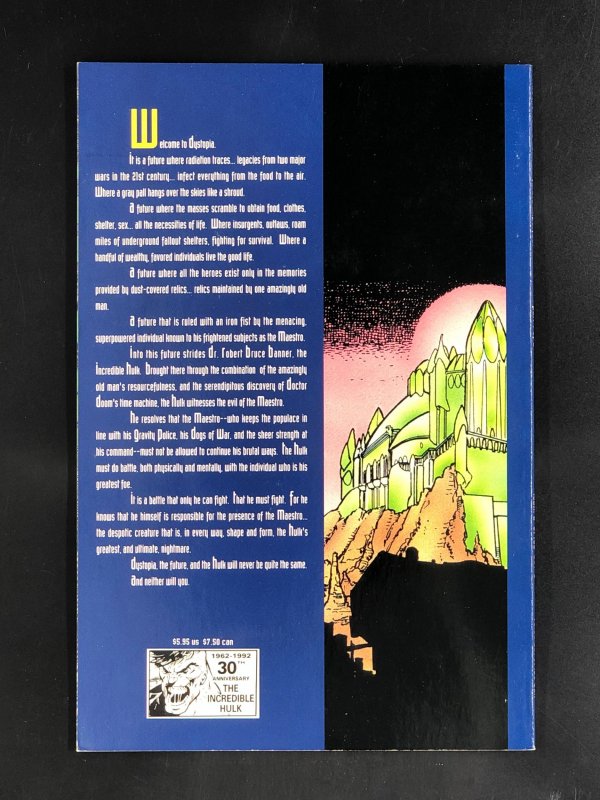 Welcome to Dystopia.
It is a future where radiation traces... legacies from two major
wars in the 21st century... infect everything from the food to the air.
Where a gray pall hangs over the skies like a shroud.
A future where the masses scramble to obtain food, clothes,
shelter, sex... all the necessities of life. Where insurgents, outlaws, roam
miles of underground fallout shelters, fighting for survival. Where a
handful of wealthy, favored individuals live the good life.
A future where all the heroes exist only in the memories
provided by dust-covered relics... relics maintained by one amazingly old
man.
A future that is ruled with an iron fist by the menacing,
superpowered individual known to his frightened subjects as the Maestro.
Into this future strides Dr. Robert Bruce Banner, the
Incredible Hulk. Brought there through the combination of the amazingly
old man's resourcefulness, and the serendipitous discovery of Doctor
Doom's time machine, the Hulk witnesses the evil of the Maestro.
He resolves that the Maestro--who keeps the populace in
line with his Gravity Police, his Dogs of War, and the sheer strength at
his command--must not be allowed to continue his brutal ways. The Hulk
must do battle, both physically and mentally, with the individual who is his
greatest foe.
It is a battle that only he can fight. That he must fight. For he
knows that he himself is responsible for the presence of the Maestro...
the despotic creature that is, in every way, shape and form, the Hulk's
greatest, and ultimate, nightmare.
Dystopia, the future, and the Hulk will never be quite the same.
And neither will you.
$5.95 US $7.50 CAN
1962-1992
30TH
ANNIVERSARY
THE
INCREDIBLE
HULK